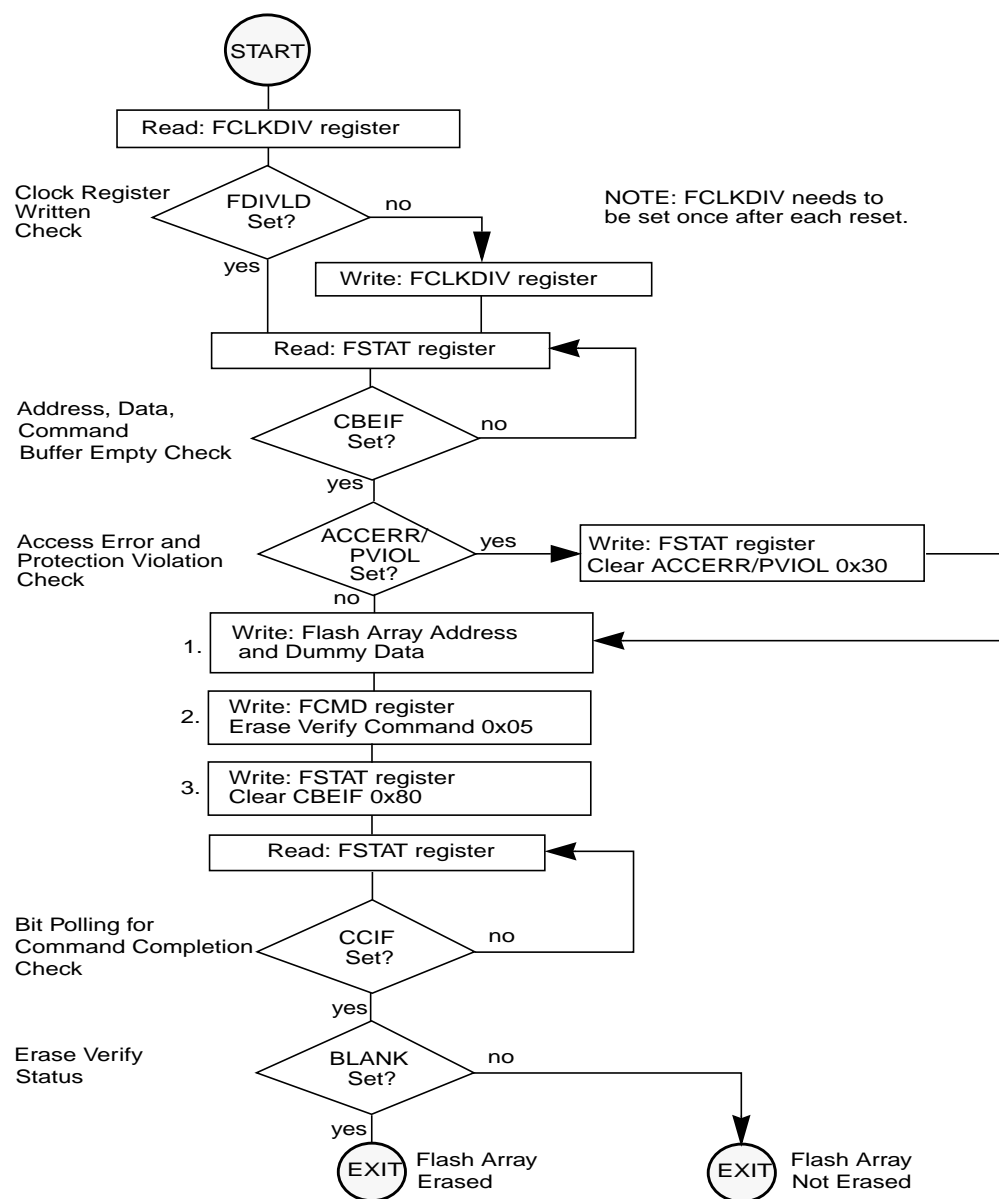 START
Read: FCLKDIV register
Clock Register
Written
Check
FDIVLD
Set?
no
yes
NOTE: FCLKDIV needs to
be set once after each reset.
Write: FCLKDIV register
Read: FSTAT register
Address, Data,
Command
Buffer Empty Check
CBEIF
Set?
no
yes
Access Error and
Protection Violation
Check
ACCERR/
PVIOL
Set?
yes
no
Write: FSTAT register
Clear ACCERR/PVIOL 0x30
1.
Write: Flash Array Address
and Dummy Data
2.
Write: FCMD register
Erase Verify Command 0x05
3.
Write: FSTAT register
Clear CBEIF 0x80
Read: FSTAT register
Bit Polling for
Command Completion
Check
CCIF
Set?
no
yes
Erase Verify
Status
BLANK
Set?
no
yes
EXIT
Flash Array
Erased
EXIT
Flash Array
Not Erased